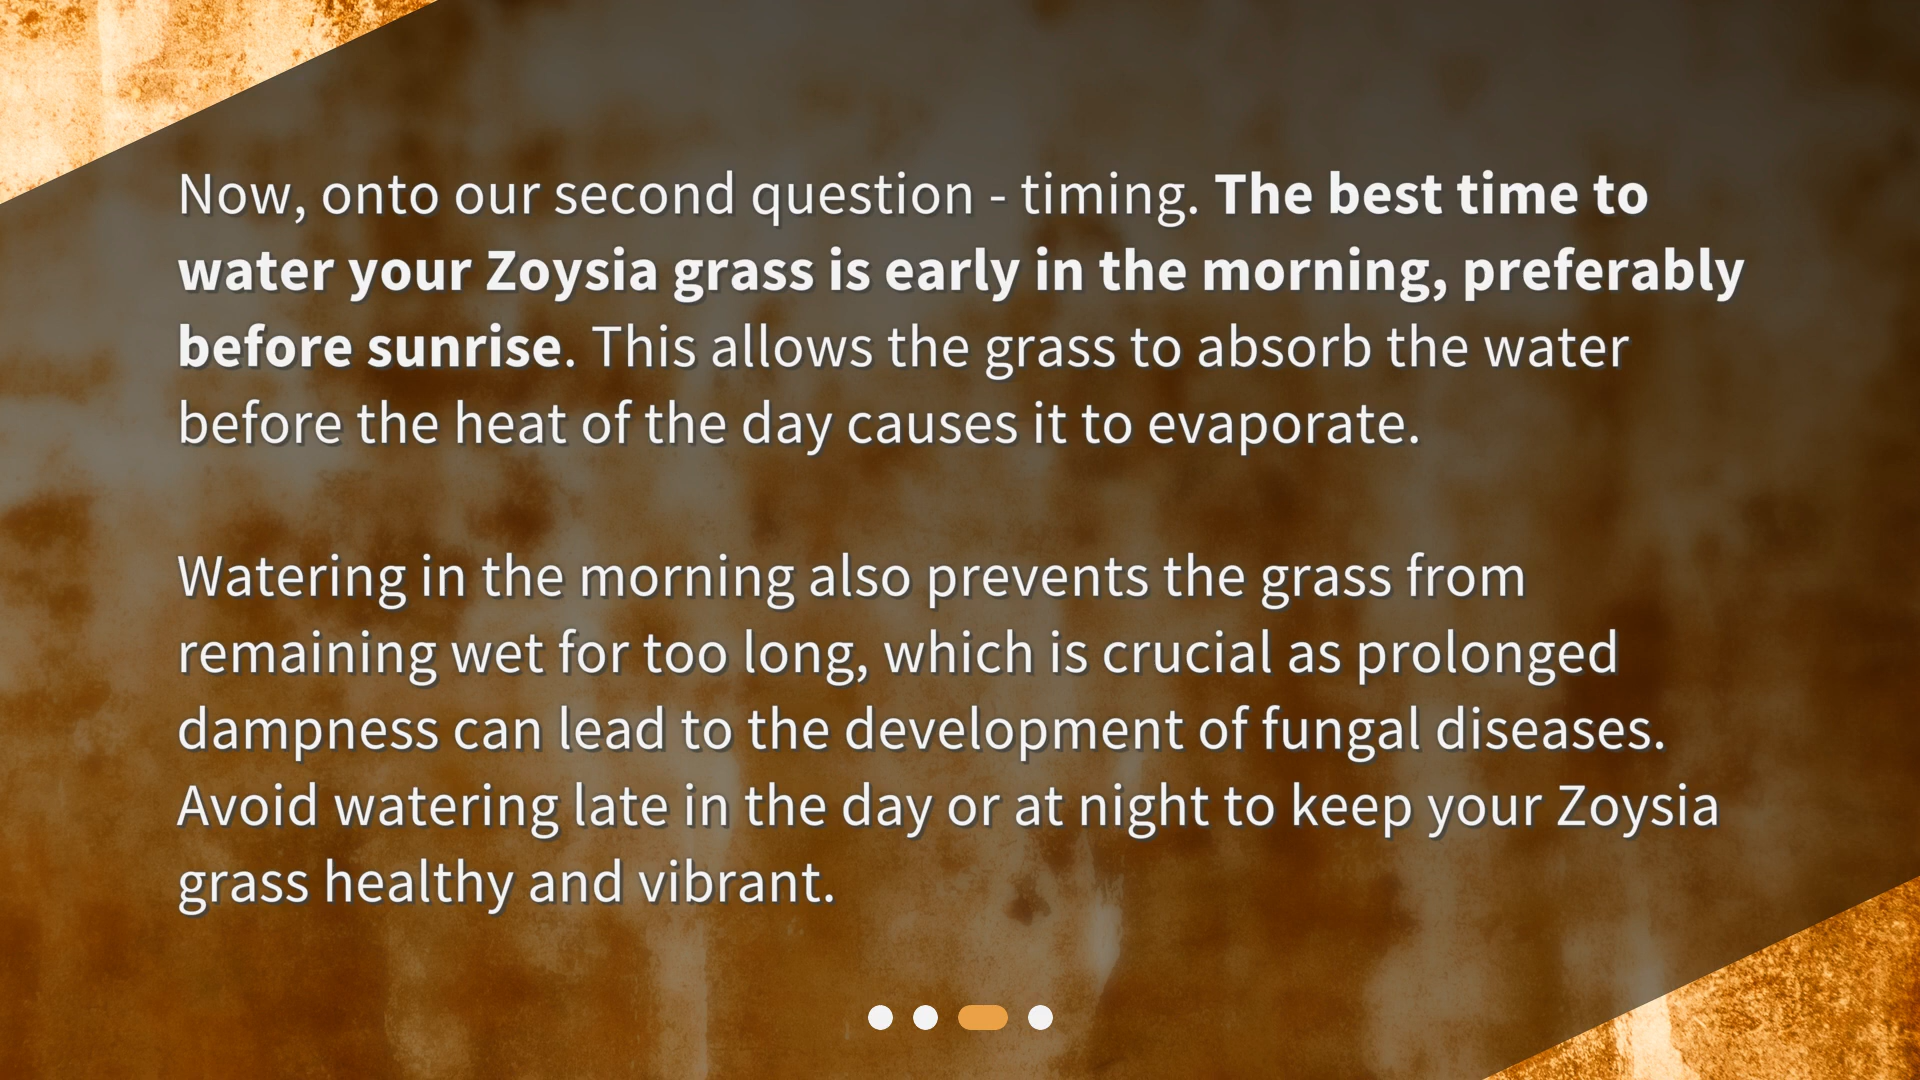 Now, onto our second question - timing. The best time to
water your Zoysia grass is early in the morning, preferably
before sunrise. This allows the grass to absorb the water
before the heat of the day causes it to evaporate.
Watering in the morning also prevents the grass from
remaining wet for too long, which is crucial as prolonged
dampness can lead to the development of fungal diseases.
Avoid watering late in the day or at night to keep your Zoysia
grass healthy and vibrant.